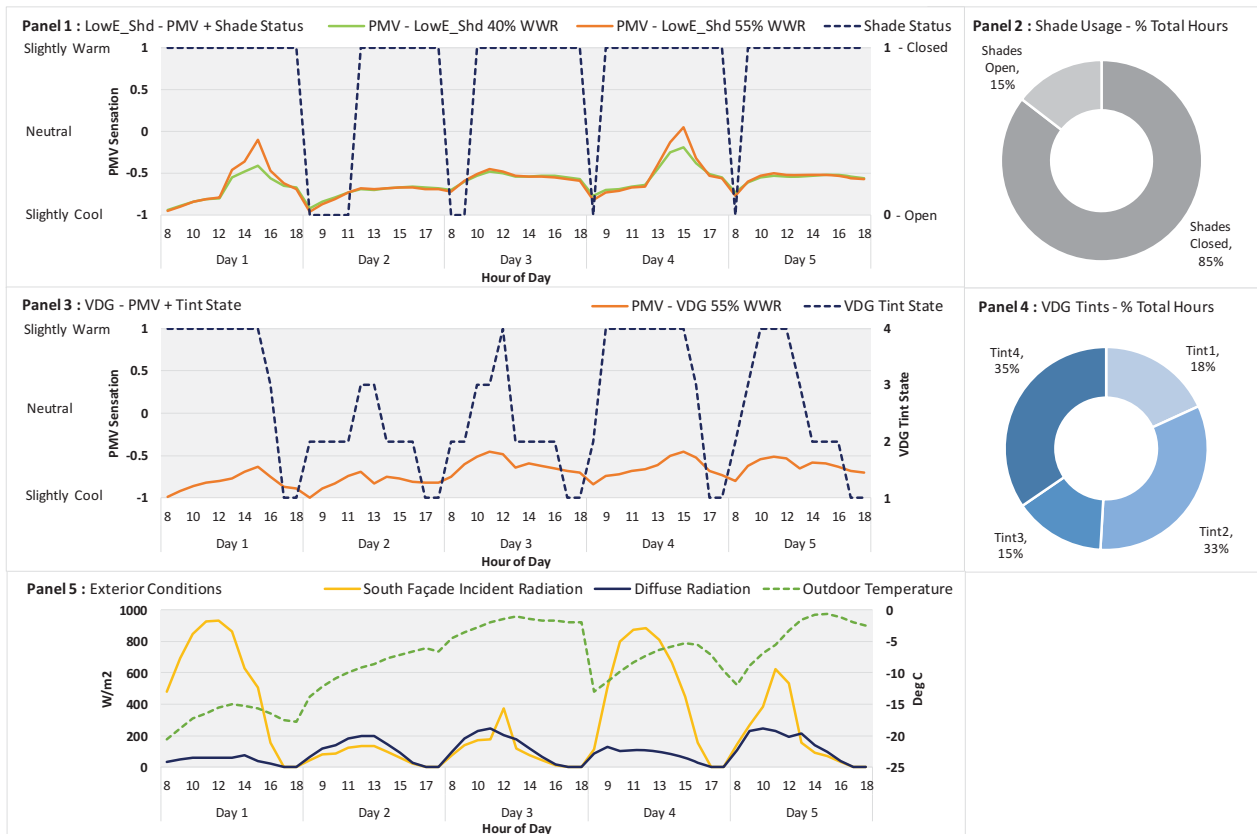 Panel 1 : LowE_Shd - PMV + Shade Status
PMV - LowE_Shd 40% WWR
PMV - LowE_Shd 55% WWR
Shade Status
Slightly Warm
Neutral
Slightly Cool
PMV Sensation
1
0.5
0
-0.5
-1
1 - Closed
0 - Open
8 10 12 14 16 18 9 11 13 15 17 8 10 12 14 16 18 9 11 13 15 17 8 10 12 14 16 18
Day 1 Day 2 Day 3 Day 4 Day 5
Hour of Day
Panel 2 : Shade Usage - % Total Hours
Shades
Open,
15%
Shades
Closed,
85%
Panel 3 : VDG - PMV + Tint State
PMV - VDG 55% WWR
VDG Tint State
Slightly Warm
Neutral
Slightly Cool
PMV Sensation
1
0.5
0
-0.5
-1
4
3
2
1
VDG Tint State
8 10 12 14 16 18 9 11 13 15 17 8 10 12 14 16 18 9 11 13 15 17 8 10 12 14 16 18
Day 1 Day 2 Day 3 Day 4 Day 5
Hour of Day
Panel 4 : VDG Tints - % Total Hours
Tint4,
35%
Tint1,
18%
Tint3,
15%
Tint2,
33%
Panel 5 : Exterior Conditions
South Façade Incident Radiation
Diffuse Radiation
Outdoor Temperature
W/m2
1000
800
600
400
200
0
0
-5
-10
-15
-20
-25
Deg C
8 10 12 14 16 18 9 11 13 15 17 8 10 12 14 16 18 9 11 13 15 17 8 10 12 14 16 18
Day 1 Day 2 Day 3 Day 4 Day 5
Hour of Day